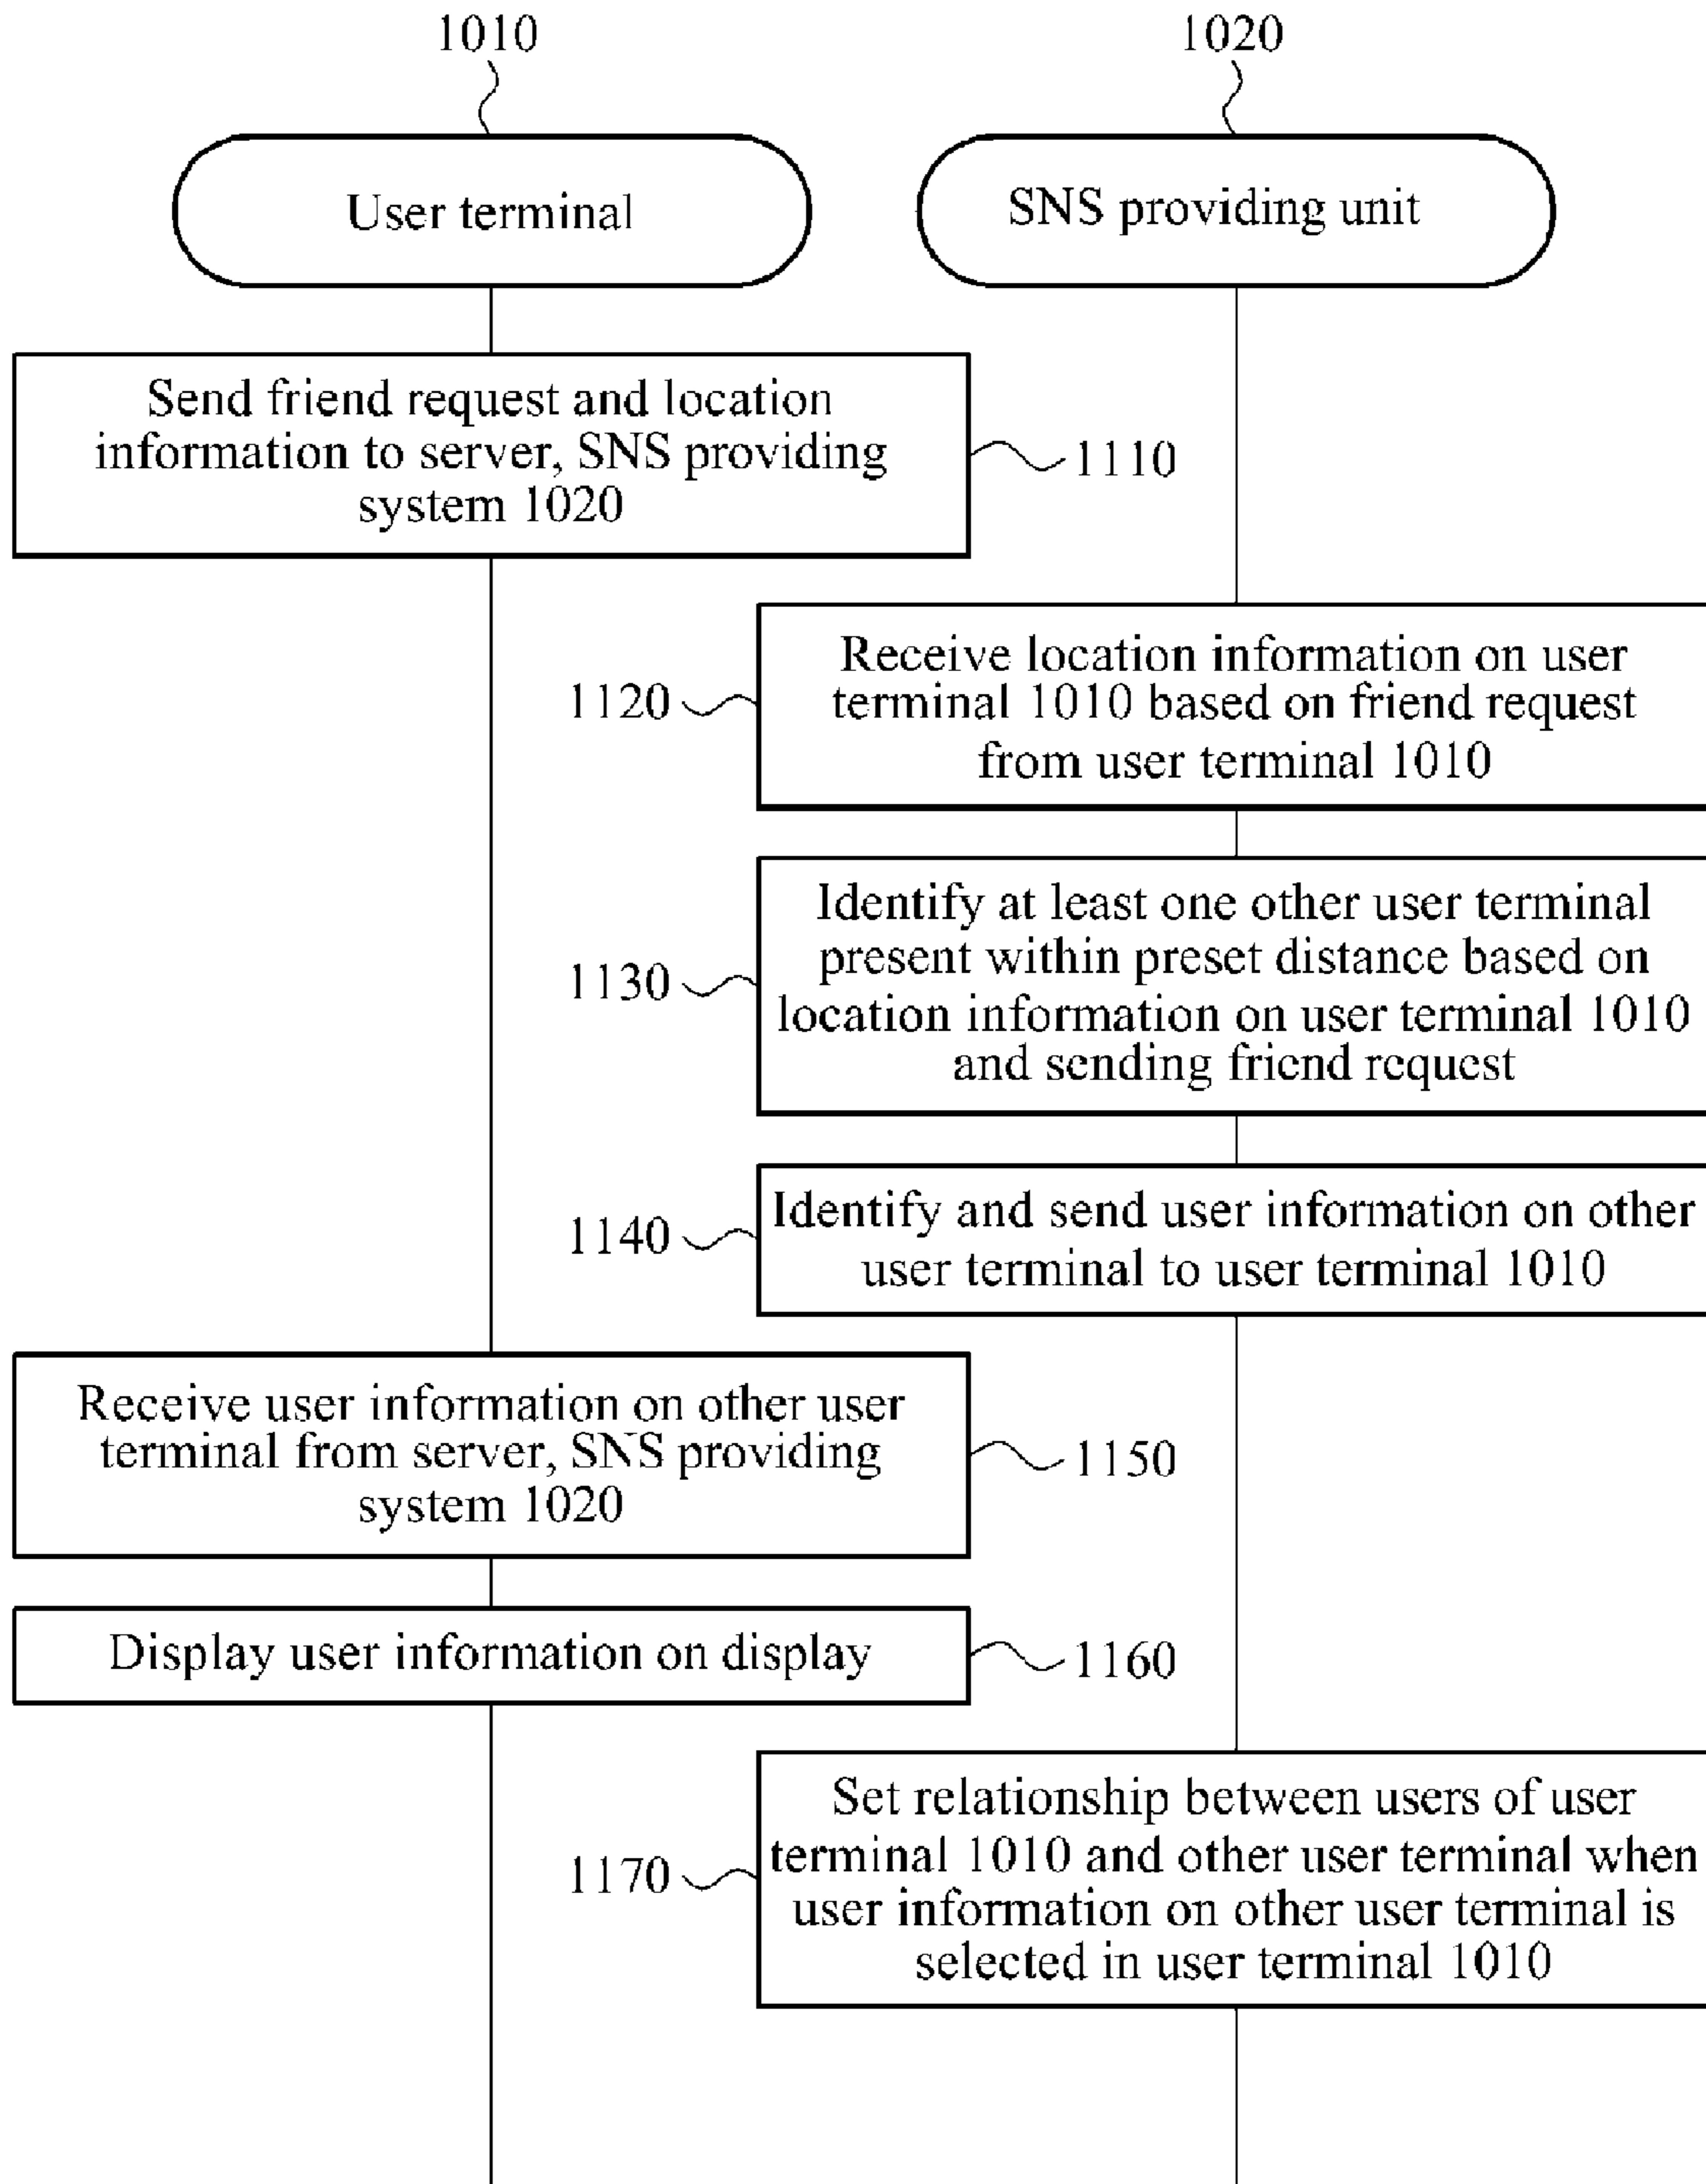 1010
1020
User terminal
SNS providing unit
Send friend request and location
information to server, SNS providing
system 1020
1110
Receive location information on user
terminal 1010 based on friend request
from user terminal 1010
1120
Identify at least one other user terminal
present within preset distance based on
location information on user terminal 1010
and sending friend request
1130
Identify and send user information on other
user terminal to user terminal 1010
1140
Receive user information on other user
terminal from server, SNS providing
system 1020
1150
Display user information on display
1160
Set relationship between users of user
terminal 1010 and other user terminal when
user information on other user terminal is
selected in user terminal 1010
1170